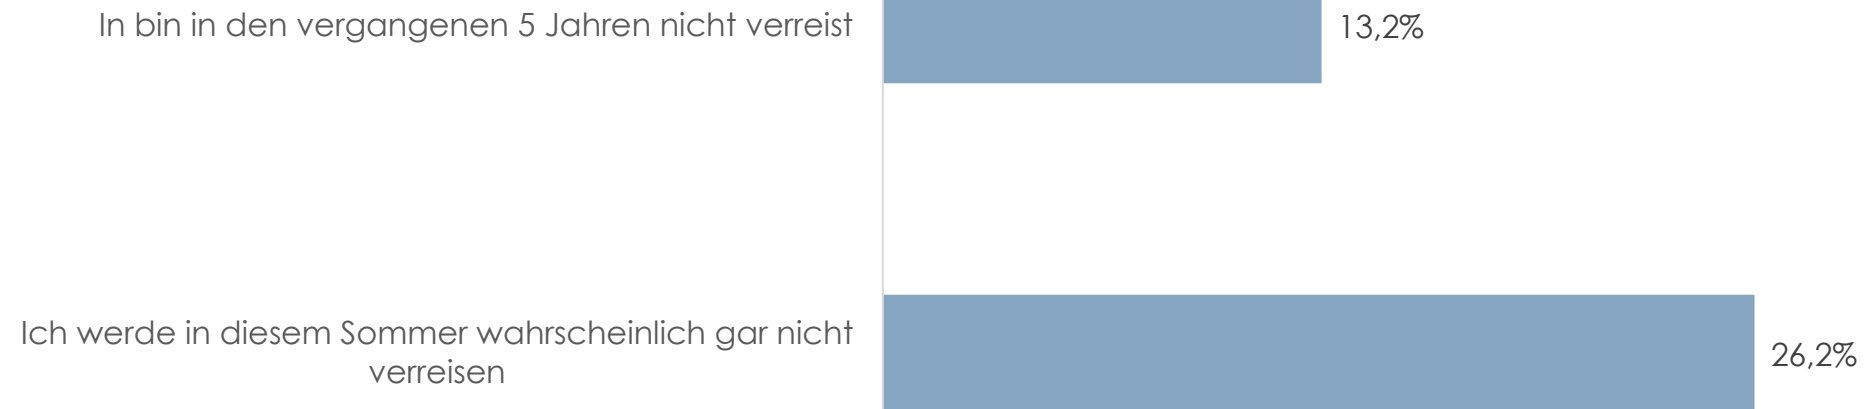 In bin in den vergangenen 5 Jahren nicht verreist
13,2%
Ich werde in diesem Sommer wahrscheinlich gar nicht
verreisen
26,2%